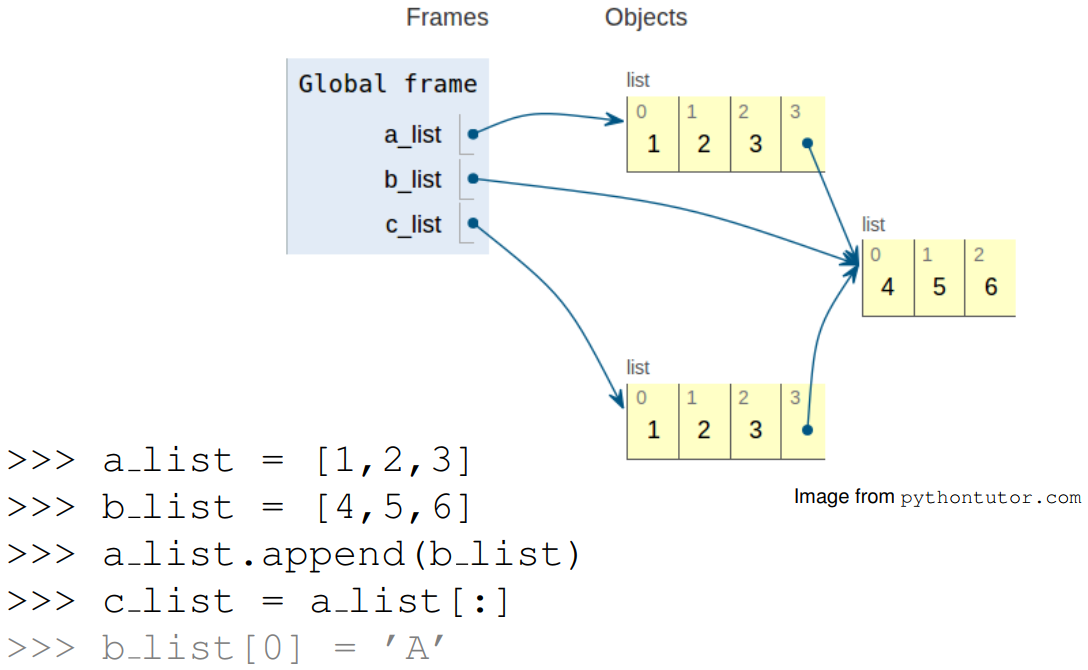 Frames Objects
Global frame
a_list
b_list
c_list
list
0 1 2 3
1 2 3
list
0 1 2
4 5 6
list
0 1 2 3
1 2 3
Image from pythontutor.com
>>> a_list = [1,2,3]
>>> b_list = [4,5,6]
>>> a_list.append(b_list)
>>> c_list = a_list[:]
>>> b_list[0] = ’A’